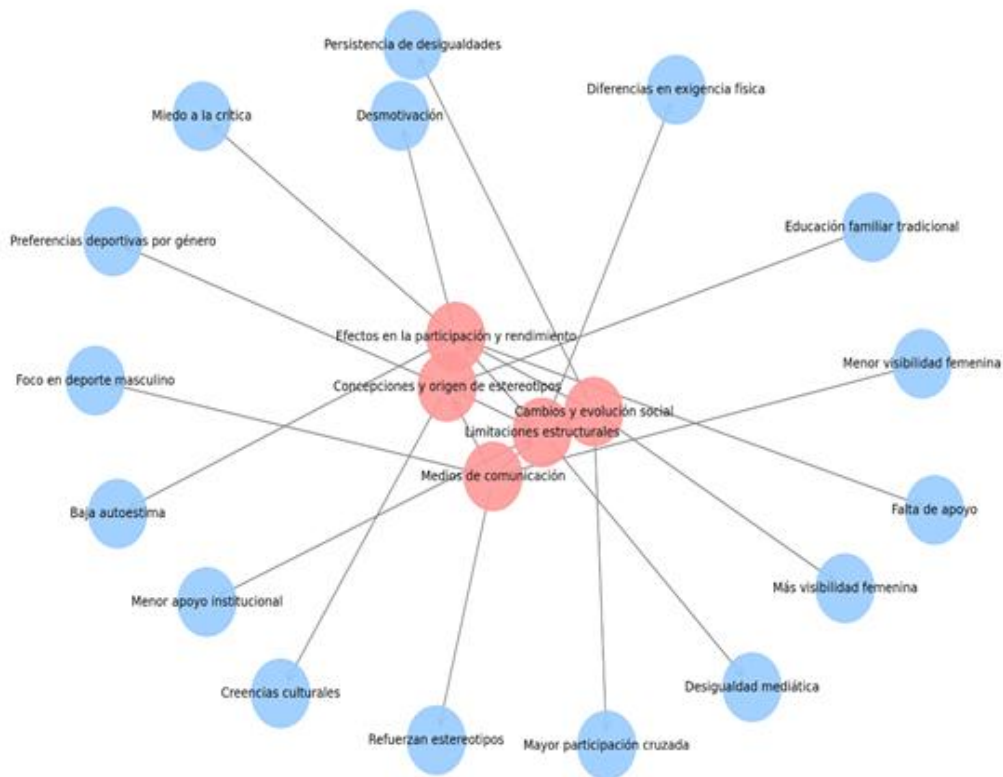 Persistencia de desigualdades
Diferencias en exigencia física
Miedo a la crítica
Desmotivación
Preferencias deportivas por género
Educación familiar tradicional
Efectos en la participación y rendimiento
Menor visibilidad femenina
Foco en deporte masculino
Concepciones y origen de estereotipos
Cambios y evolución social
Limitaciones estructurales
Medios de comunicación
Baja autoestima
Falta de apoyo
Más visibilidad femenina
Menor apoyo institucional
Desigualdad mediática
Creencias culturales
Refuerzan estereotipos
Mayor participación cruzada